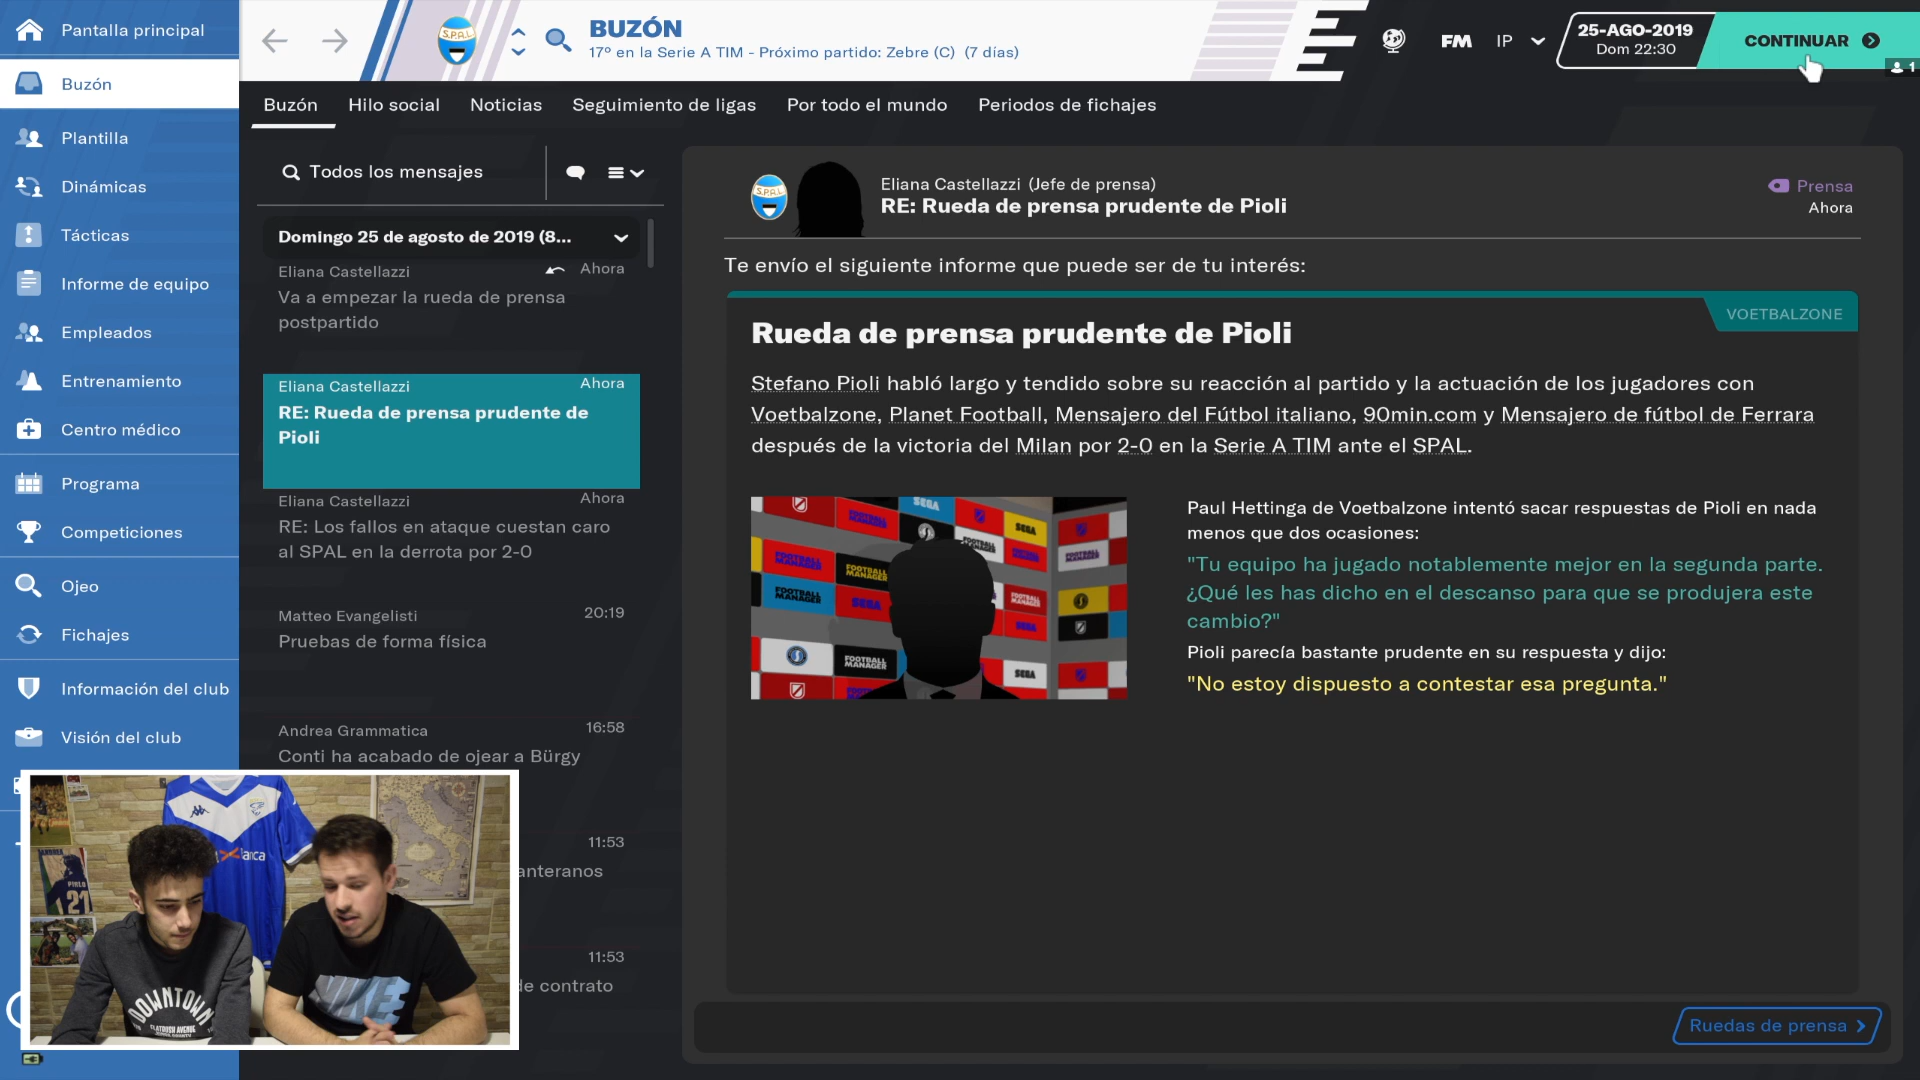 Pantalla principal
Buzón
Plantilla
Dinámicas
Tácticas
Informe de equipo
Empleados
Entrenamiento
Centro médico
Programa
Competiciones
Ojeo
Fichajes
Información del club
Visión del club
S.P.A.L.
BUZÓN
17º en la Serie A TIM - Próximo partido: Zebre (C) (7 días)
FM
IP
25-AGO-2019
Dom 22:30
CONTINUAR
1
Buzón
Hilo social
Noticias
Seguimiento de ligas
Por todo el mundo
Periodos de fichajes
Todos los mensajes
Domingo 25 de agosto de 2019 (8...
Eliana Castellazzi
Ahora
Va a empezar la rueda de prensa
postpartido
Eliana Castellazzi
Ahora
RE: Rueda de prensa prudente de
Pioli
Eliana Castellazzi
Ahora
RE: Los fallos en ataque cuestan caro
al SPAL en la derrota por 2-0
Matteo Evangelisti
20:19
Pruebas de forma física
Andrea Grammatica
16:58
Conti ha acabado de ojear a Bürgy
11:53
anteranos
11:53
de contrato
S.P.A.L.
Eliana Castellazzi (Jefe de prensa)
RE: Rueda de prensa prudente de Pioli
Prensa
Ahora
Te envío el siguiente informe que puede ser de tu interés:
VOETBALZONE
Rueda de prensa prudente de Pioli
Stefano Pioli habló largo y tendido sobre su reacción al partido y la actuación de los jugadores con
Voetbalzone, Planet Football, Mensajero del Fútbol italiano, 90min.com y Mensajero de fútbol de Ferrara
después de la victoria del Milan por 2-0 en la Serie A TIM ante el SPAL.
SEGA
FOOTBALL MANAGER
Paul Hettinga de Voetbalzone intentó sacar respuestas de Pioli en nada
menos que dos ocasiones:
"Tu equipo ha jugado notablemente mejor en la segunda parte.
¿Qué les has dicho en el descanso para que se produjera este
cambio?"
Pioli parecía bastante prudente en su respuesta y dijo:
"No estoy dispuesto a contestar esa pregunta."
Ruedas de prensa
PIRLO
21
DOWNTOWN
NIKE